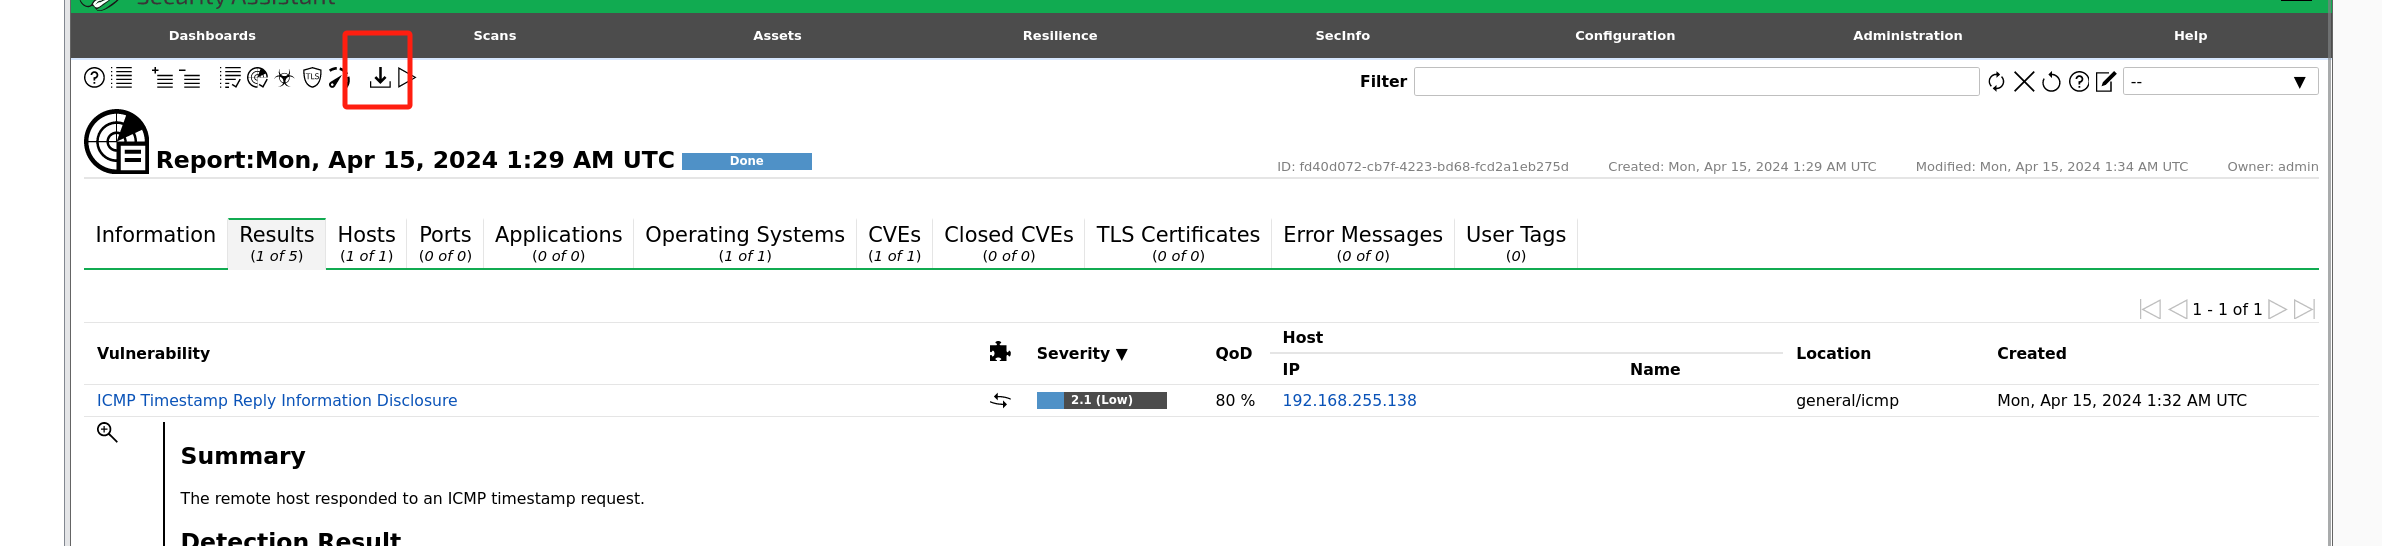 Security Assistant
Dashboards Scans Assets Resilience SecInfo Configuration Administration Help
TLS
Filter --
Report:Mon, Apr 15, 2024 1:29 AM UTC Done ID: fd40d072-cb7f-4223-bd68-fcd2a1eb275d Created: Mon, Apr 15, 2024 1:29 AM UTC Modified: Mon, Apr 15, 2024 1:34 AM UTC Owner: admin
Information Results Hosts Ports Applications Operating Systems CVEs Closed CVEs TLS Certificates Error Messages User Tags
(1 of 5) (1 of 1) (0 of 0) (0 of 0) (1 of 1) (1 of 1) (0 of 0) (0 of 0) (0 of 0) (0)
1 - 1 of 1
Host
Vulnerability Severity ▼ QoD Location Created
IP Name
ICMP Timestamp Reply Information Disclosure 2.1 (Low) 80 % 192.168.255.138 general/icmp Mon, Apr 15, 2024 1:32 AM UTC
Summary
The remote host responded to an ICMP timestamp request.
Detection Result